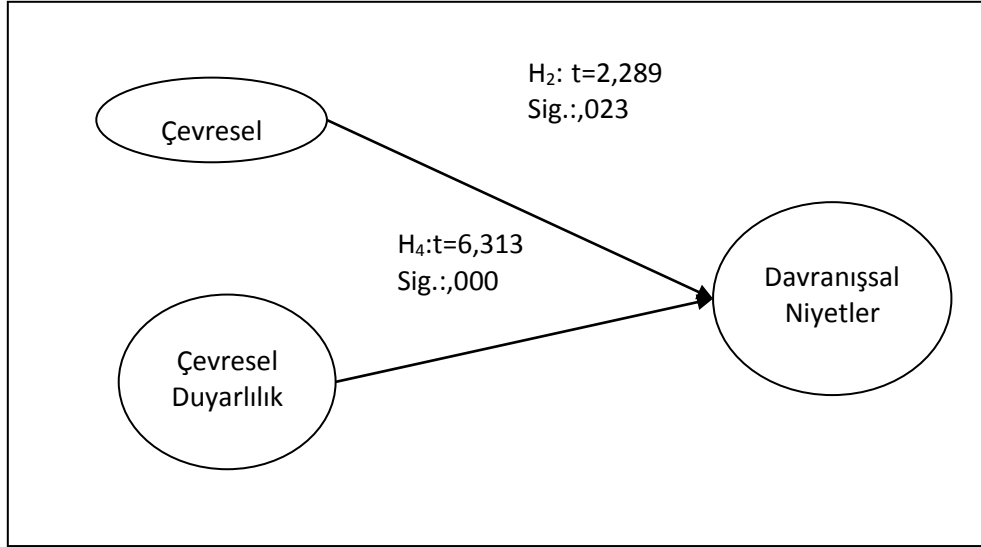 H₂: t=2,289
Sig.:,023
Çevresel
H₄:t=6,313
Sig.:,000
Davranışsal
Niyetler
Çevresel
Duyarlılık